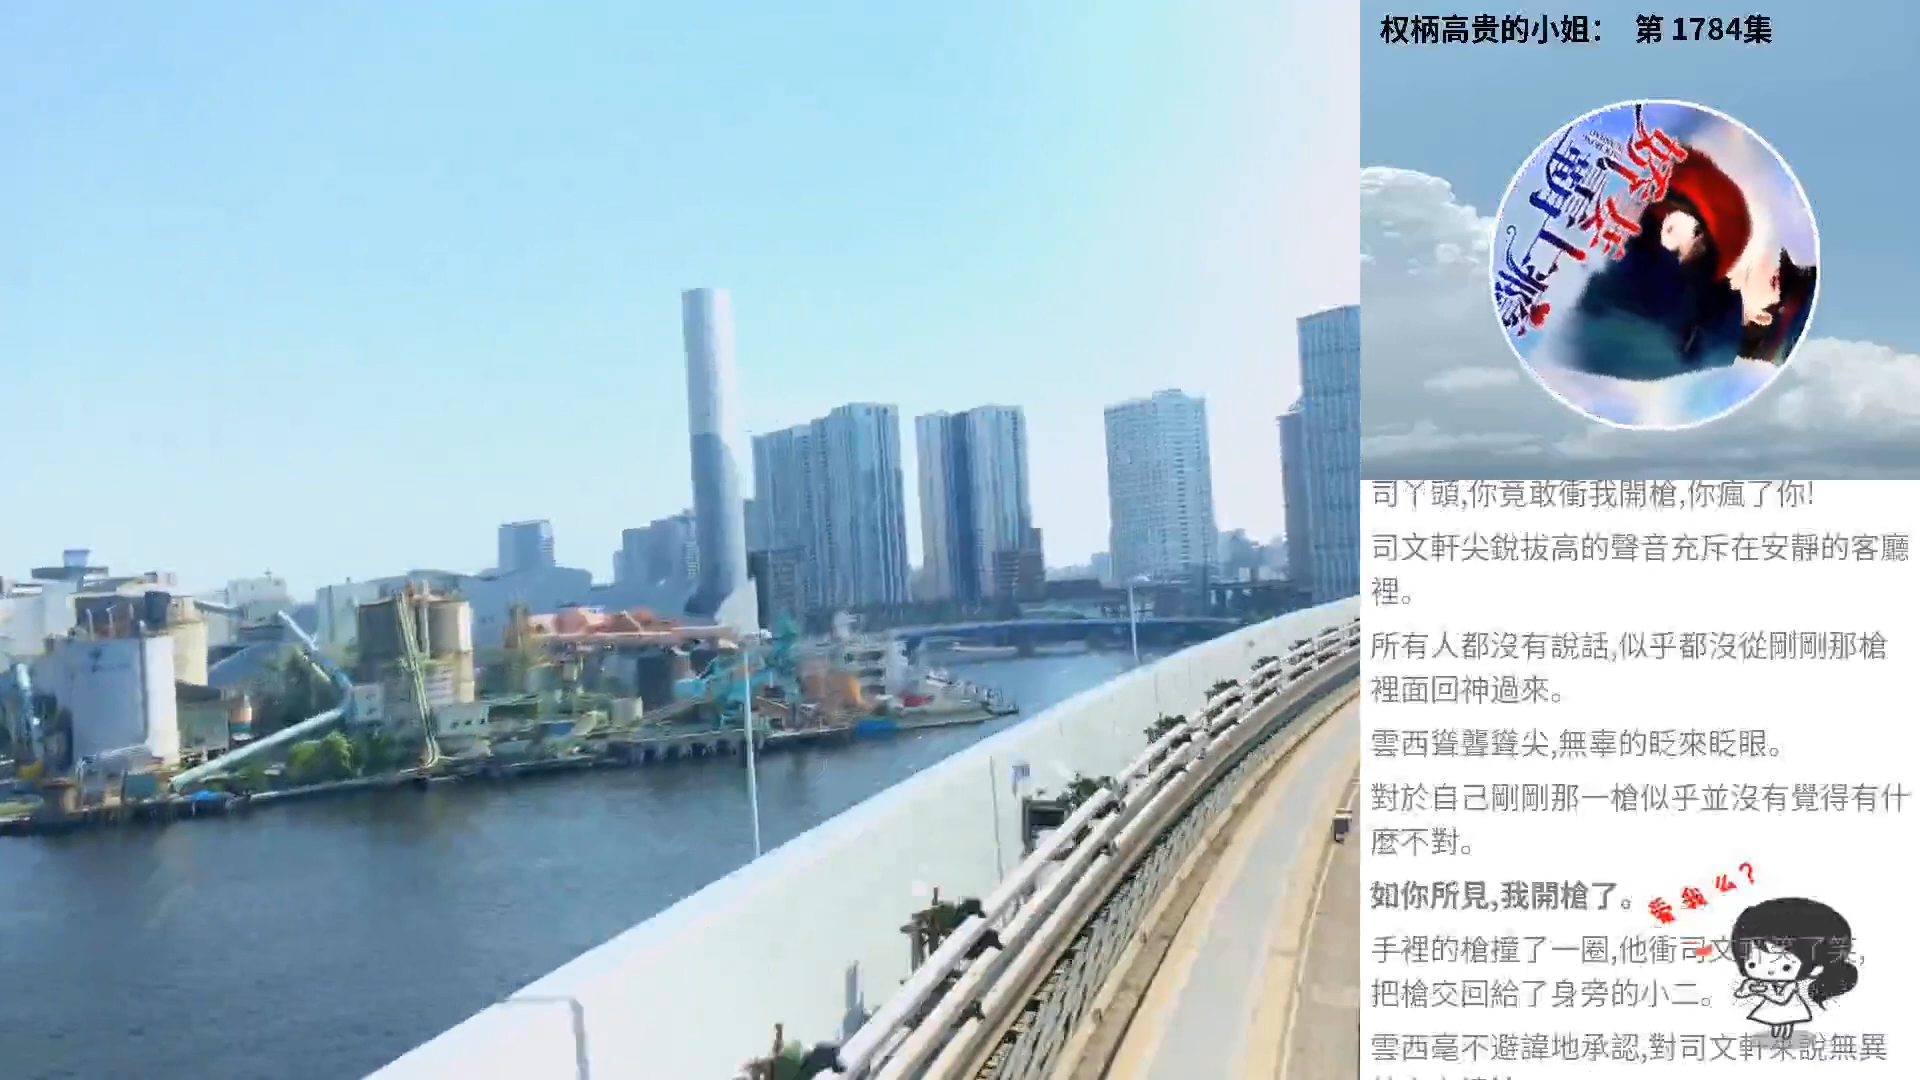 权柄高贵的小姐： 第 1784集
司丫頭,你竟敢衝我開槍,你瘋了你!
司文軒尖銳拔高的聲音充斥在安靜的客廳
裡。
所有人都沒有說話,似乎都沒從剛剛那槍
裡面回神過來。
雲西聳聾聳尖,無辜的眨來眨眼。
對於自己剛剛那一槍似乎並沒有覺得有什
麼不對。
如你所見,我開槍了。
爱我么?
手裡的槍撞了一圈,他衝司文軒笑了笑,
把槍交回給了身旁的小二。
雲西毫不避諱地承認,對司文軒來說無異